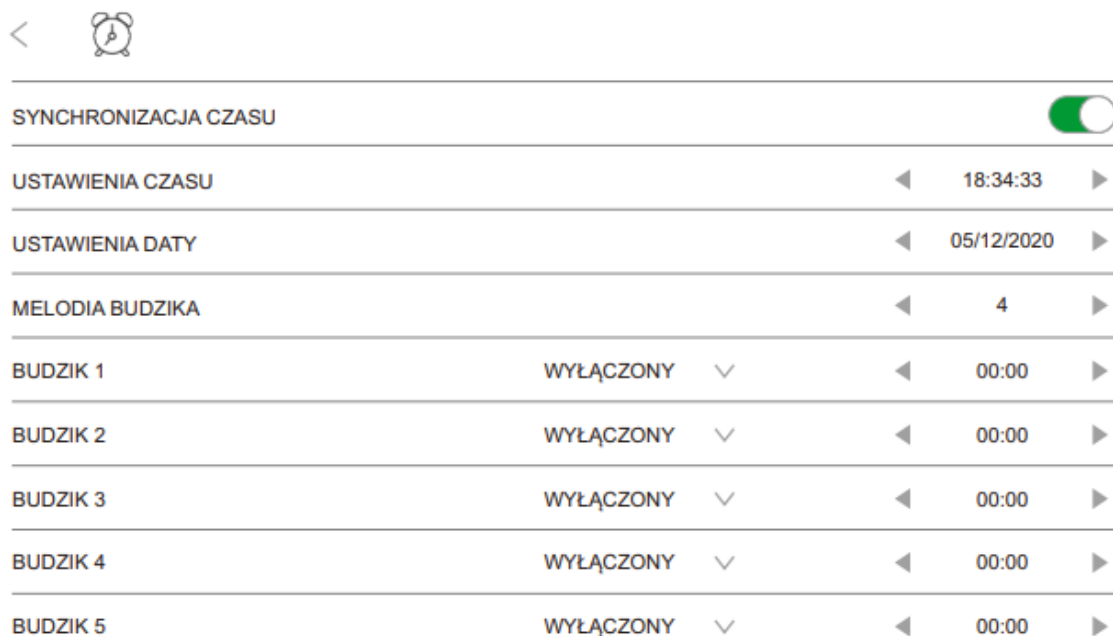 SYNCHRONIZACJA CZASU
USTAWIENIA CZASU 18:34:33
USTAWIENIA DATY 05/12/2020
MELODIA BUDZIKA 4
BUDZIK 1 WYŁĄCZONY 00:00
BUDZIK 2 WYŁĄCZONY 00:00
BUDZIK 3 WYŁĄCZONY 00:00
BUDZIK 4 WYŁĄCZONY 00:00
BUDZIK 5 WYŁĄCZONY 00:00